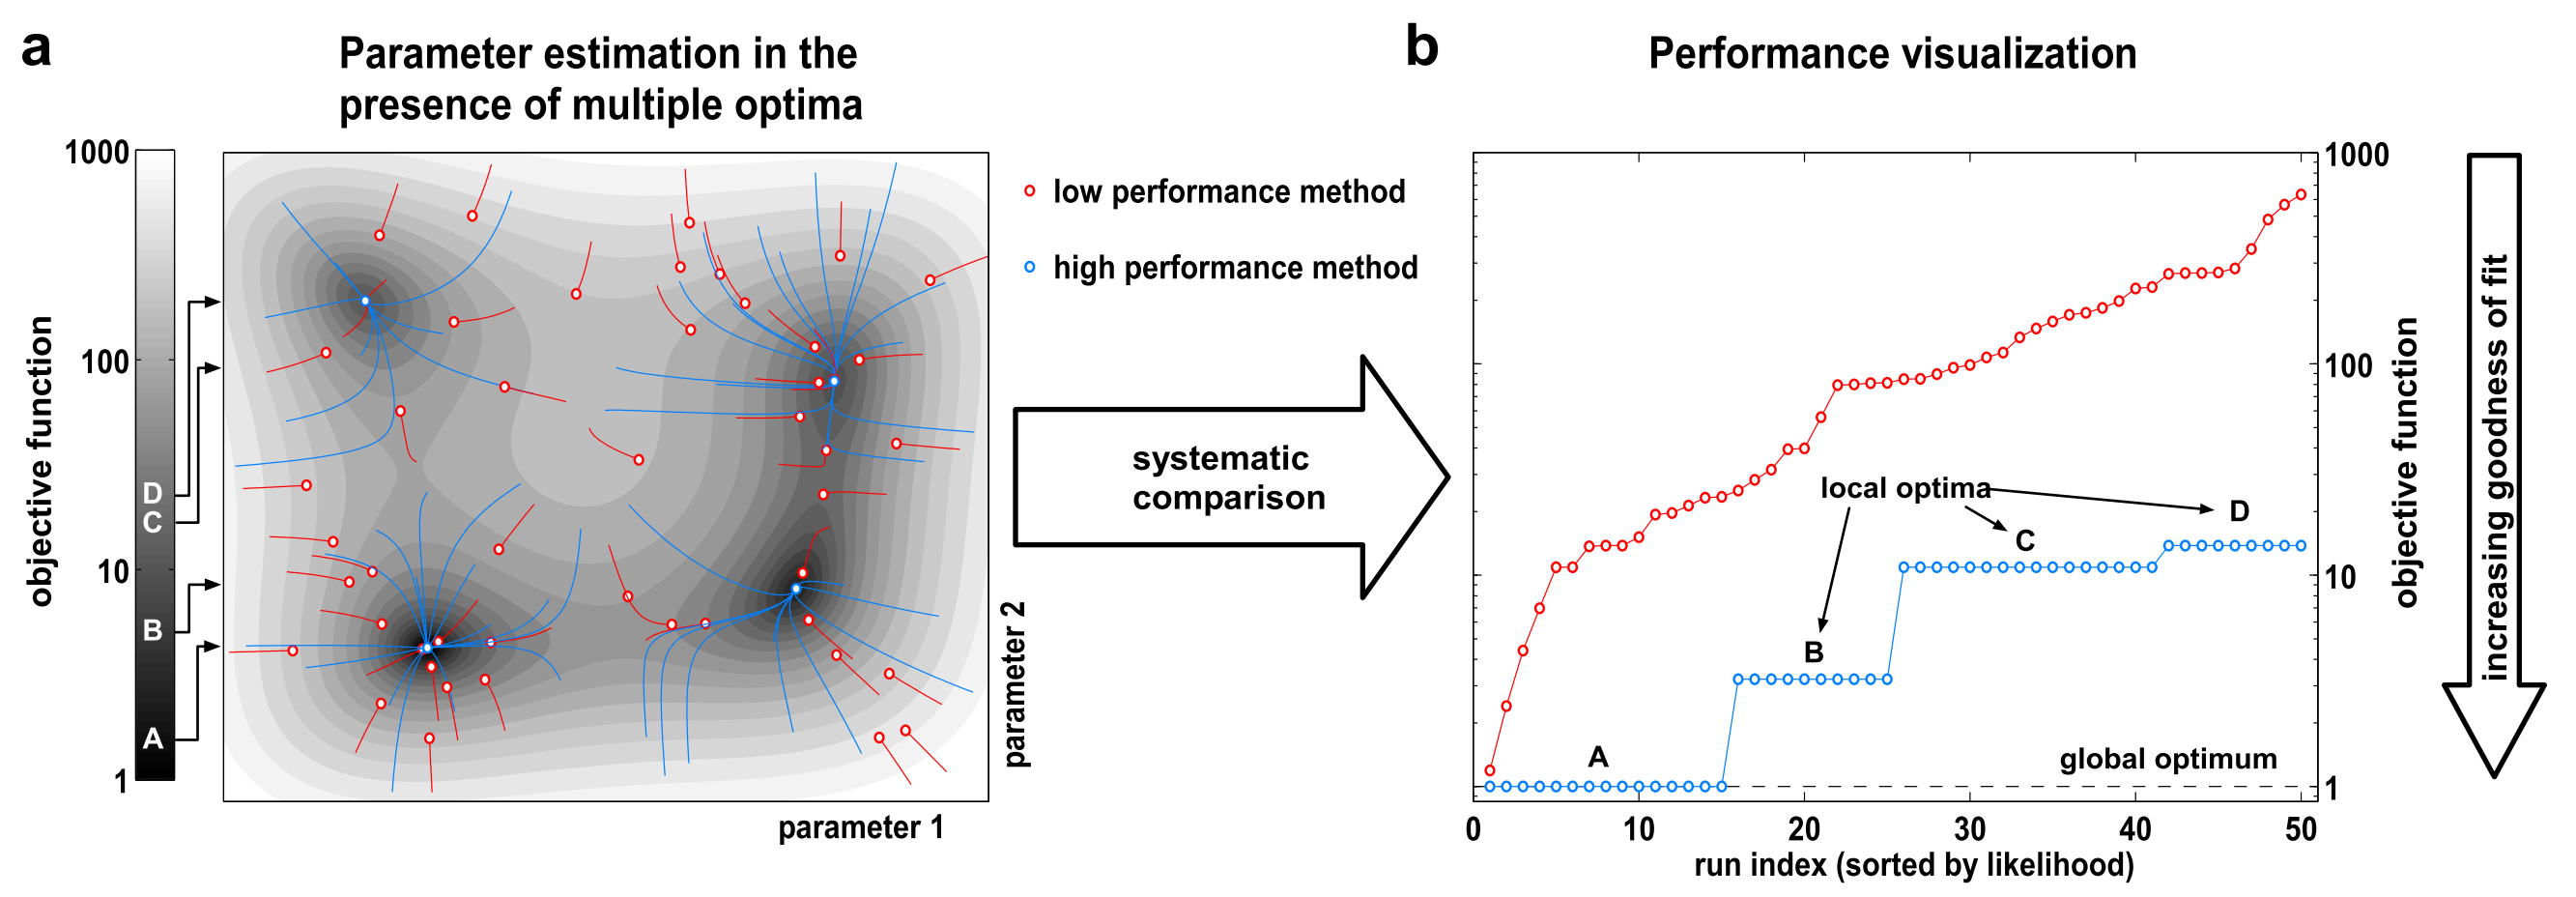 a
Parameter estimation in the
presence of multiple optima
1000
100
10
1
D
C
B
A
objective function
parameter 1
parameter 2
low performance method
high performance method
systematic
comparison
b
Performance visualization
1000
100
10
1
objective function
local optima
D
C
B
A
global optimum
0 10 20 30 40 50
run index (sorted by likelihood)
increasing goodness of fit